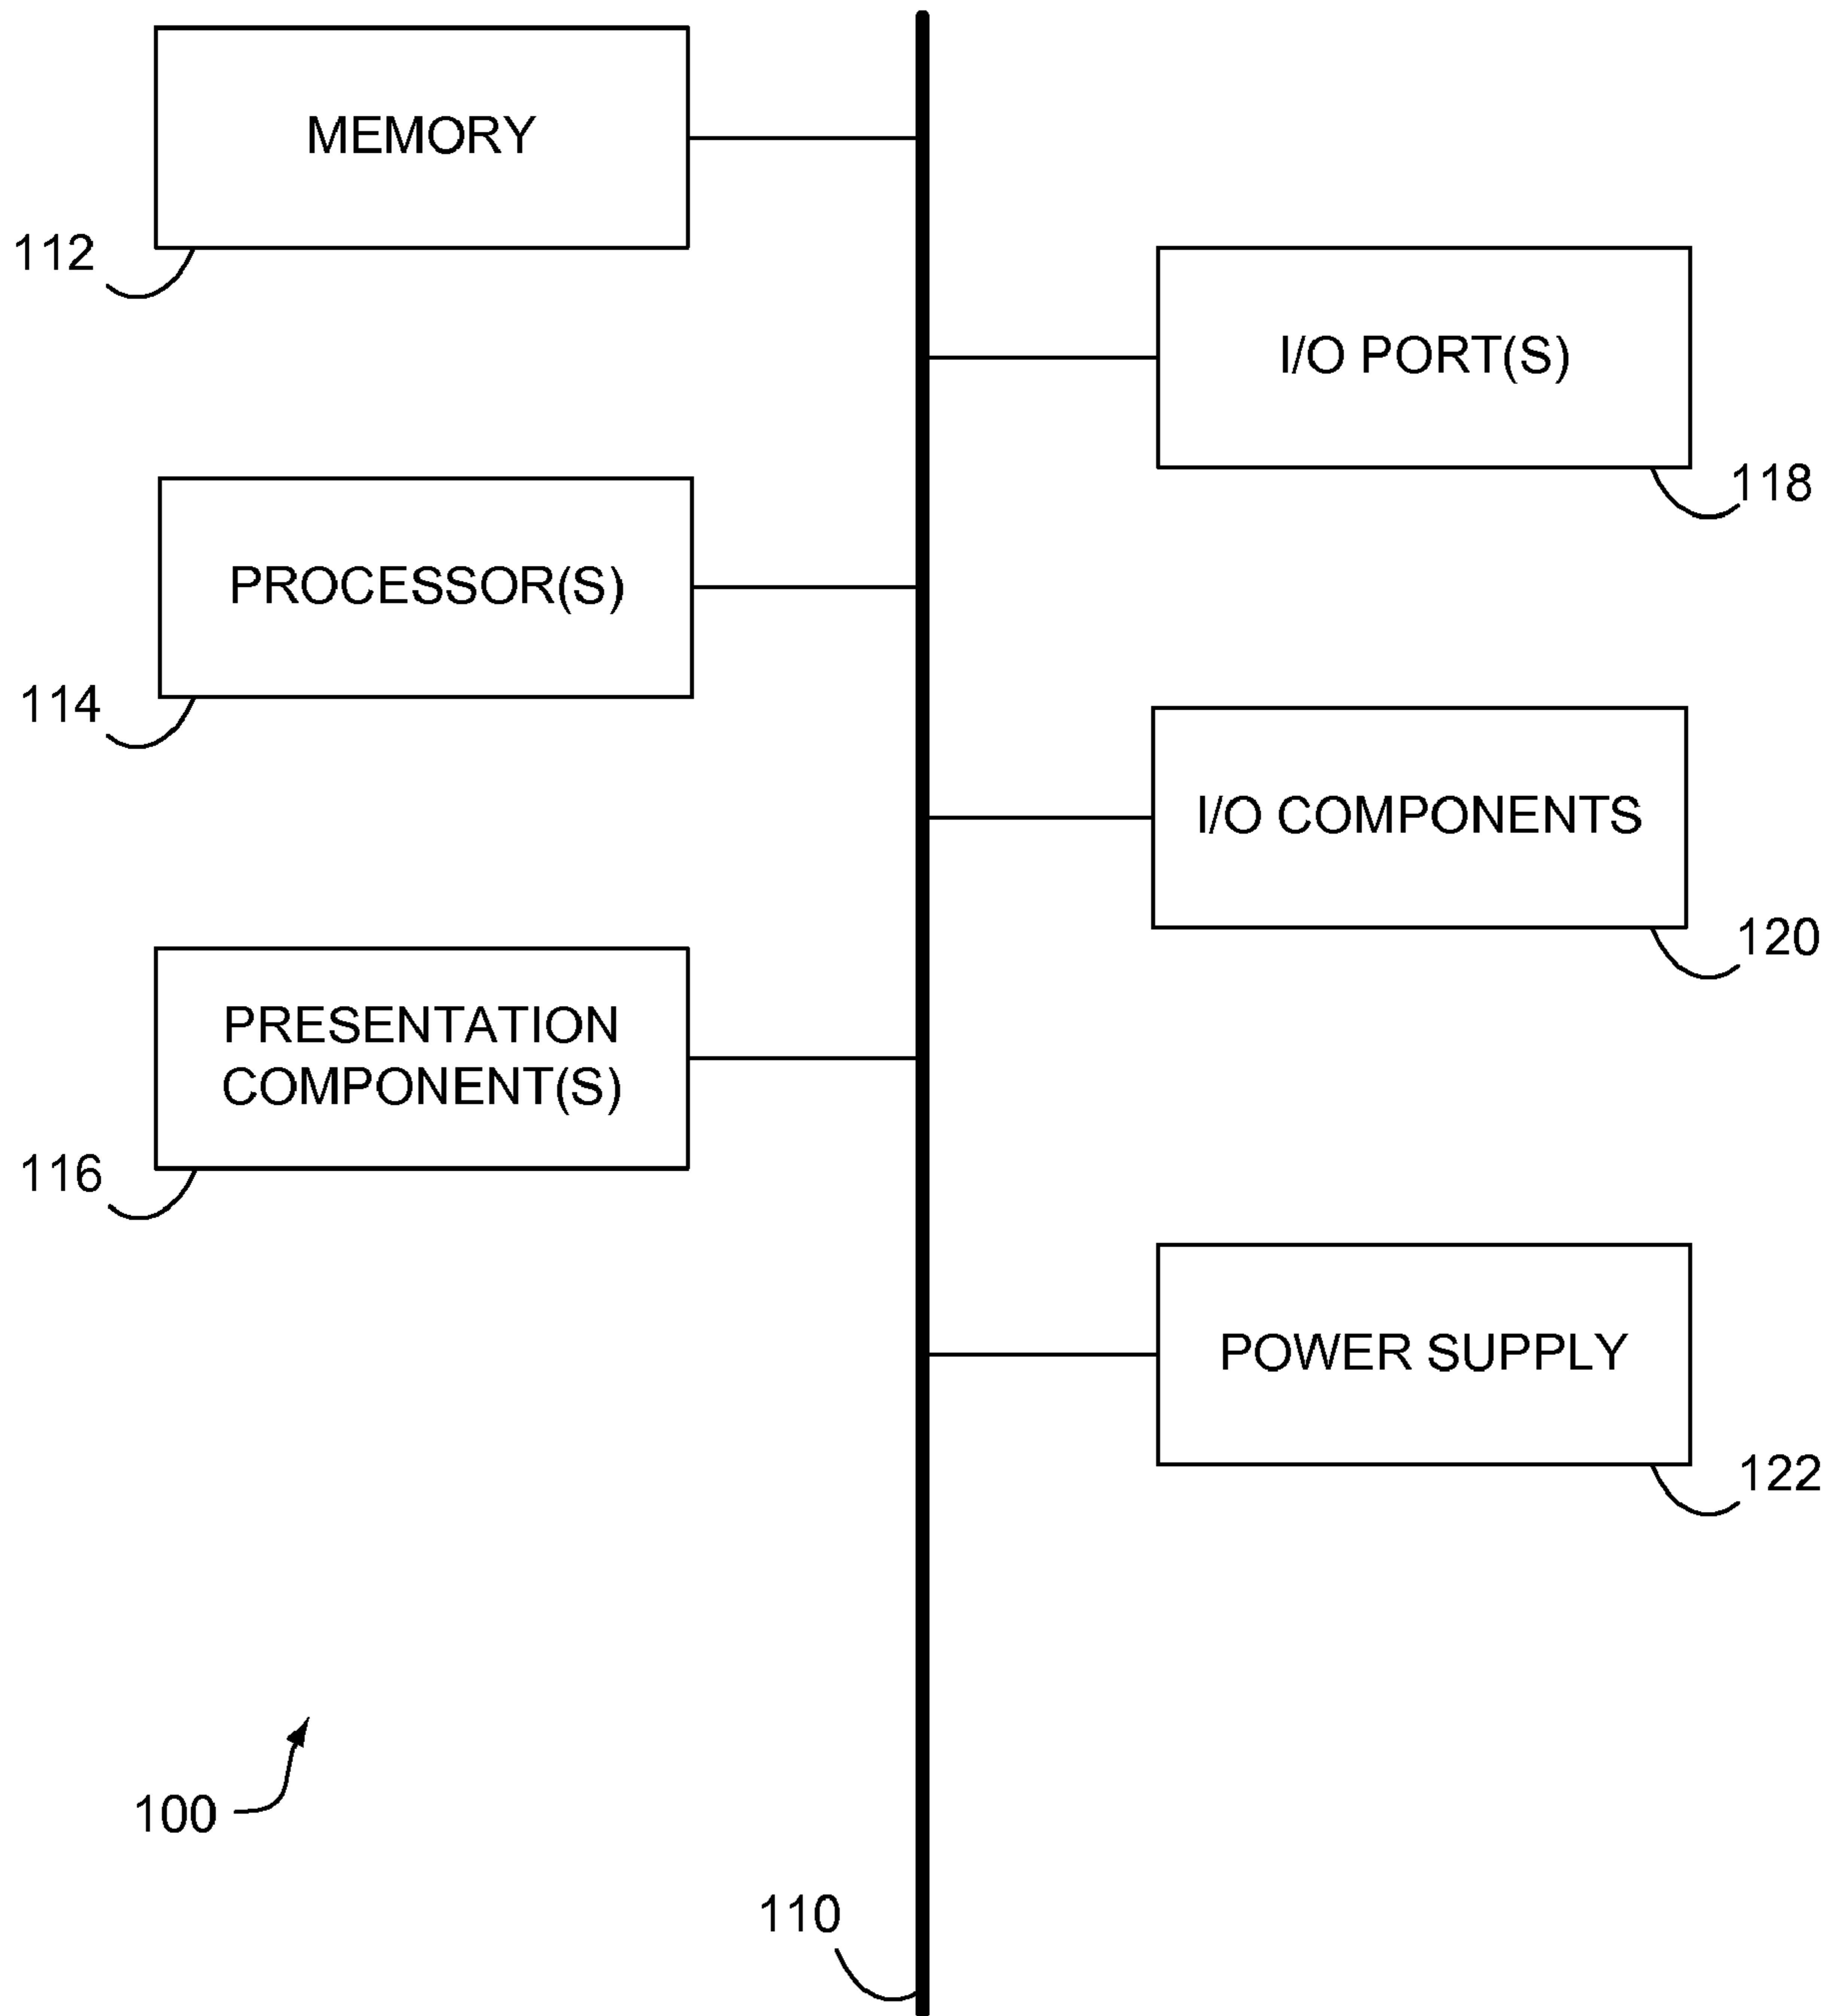 MEMORY
112
I/O PORT(S)
118
PROCESSOR(S)
114
I/O COMPONENTS
120
PRESENTATION
COMPONENT(S)
116
POWER SUPPLY
122
100
110